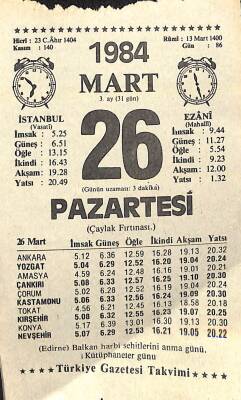 Hicrî : 23 C.Âhır 1404
Kasım : 140
Rûmî : 13 Mart 1400
Gün : 86
1984
MART
3. ay (31 gün)
İSTANBUL
(Vasatî)
İmsak : 5.25
Güneş : 6.51
Öğle : 13.15
İkindi : 16.43
Akşam : 19.28
Yatsı : 20.49
26
(Günün uzaması: 3 dakika)
EZÂNÎ
(Mahallî)
İmsak : 9.44
Güneş : 11.27
Öğle : 5.54
İkindi : 9.23
Akşam : 12.00
Yatsı : 1.32
PAZARTESİ
(Çaylak Fırtınası.)
26 Mart İmsak Güneş Öğle İkindi Akşam Yatsı
ANKARA 5.12 6.36 12.59 16.28 19.13 20.32
YOZGAT 5.04 6.29 12.52 16.20 19.06 20.24
AMASYA 4.59 6.24 12.48 16.16 19.01 20.21
ÇANKIRI 5.08 6.33 12.57 16.25 19.10 20.30
ÇORUM 5.02 6.28 12.52 16.19 19.04 20.24
KASTAMONU 5.06 6.33 12.56 16.24 19.09 20.30
TOKAT 4.56 6.21 12.45 16.13 18.58 20.18
KIRŞEHİR 5.08 6.32 12.55 16.23 19.07 20.25
KONYA 5.17 6.39 13.01 16.30 19.13 20.30
NEVŞEHİR 5.07 6.29 12.53 16.21 19.05 20.22
(Edirne) Balkan harbi şehitlerini anma günü,
Kütüphaneler günü
Türkiye Gazetesi Takvimi